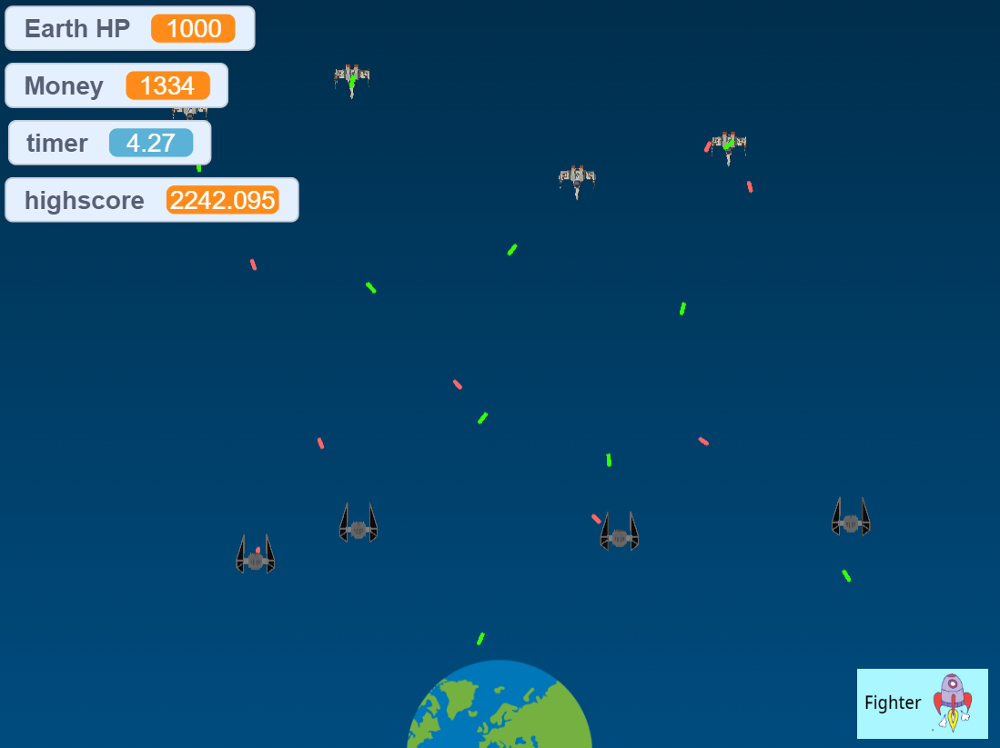 Earth HP 1000
Money 1334
timer 4.27
highscore 2242.095
Fighter